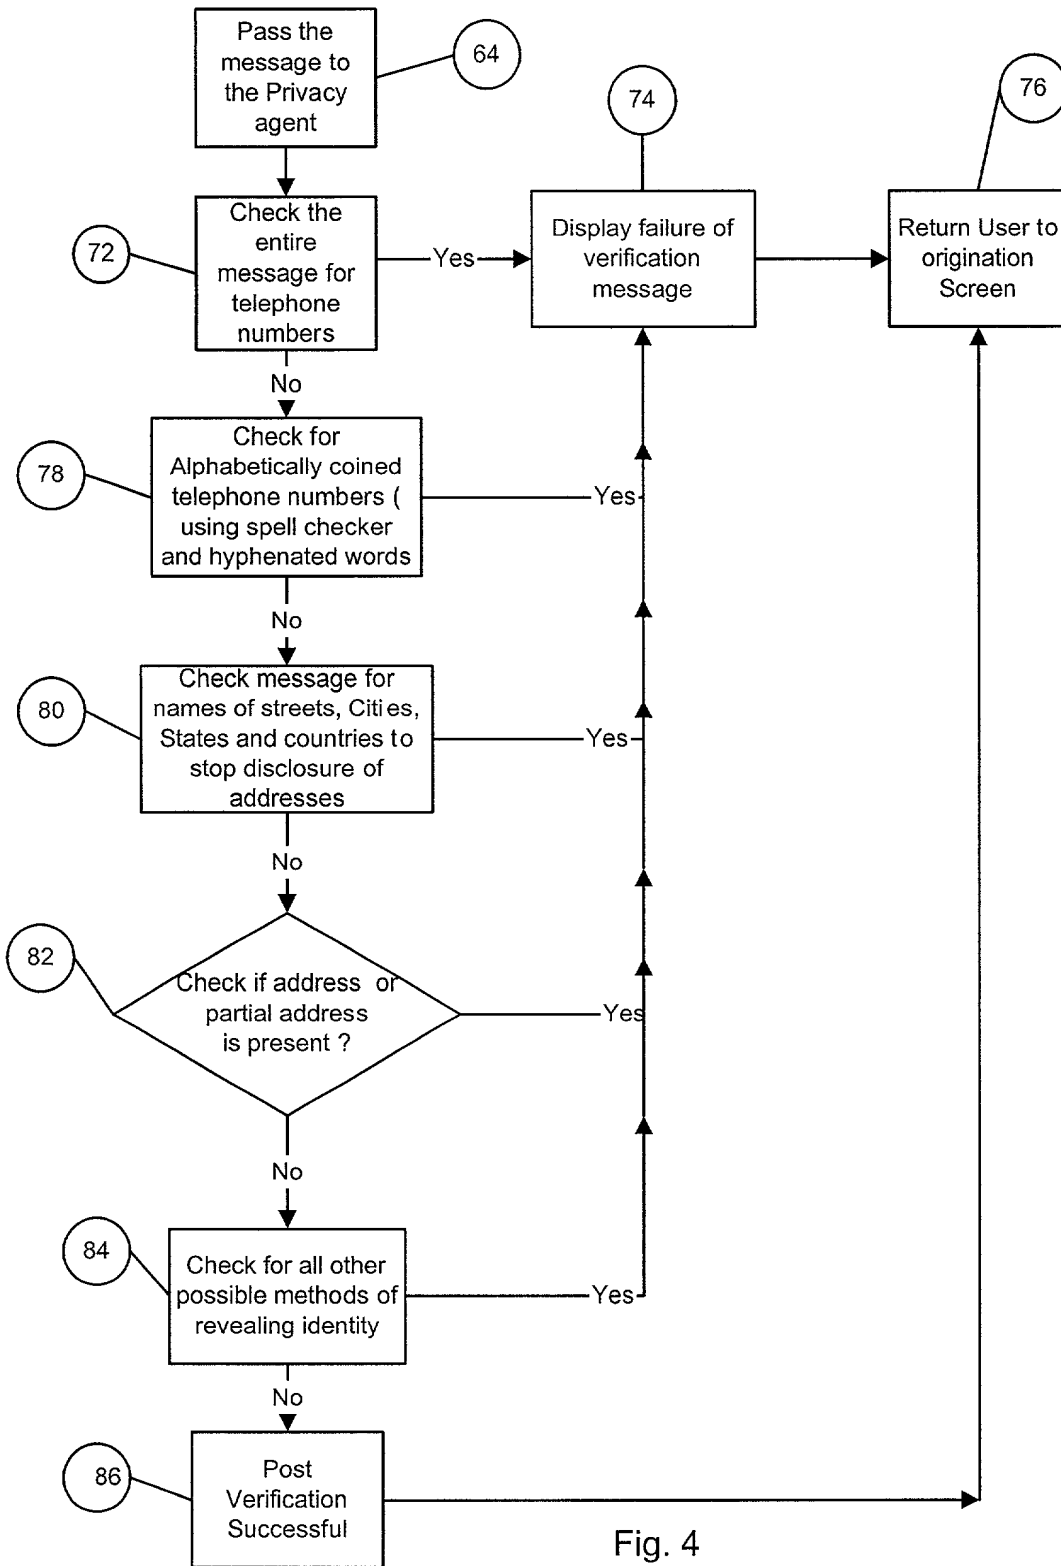 Pass the
message to
the Privacy
agent
64
74
76
Check the
entire
message for
telephone
numbers
72
Yes
Display failure of
verification
message
Return User to
origination
Screen
No
Check for
Alphabetically coined
telephone numbers (
using spell checker
and hyphenated words
78
Yes
No
Check message for
names of streets, Cities,
States and countries to
stop disclosure of
addresses
80
Yes
No
82
Check if address or
partial address
is present ?
Yes
No
84
Check for all other
possible methods of
revealing identity
Yes
No
86
Post
Verification
Successful
Fig. 4